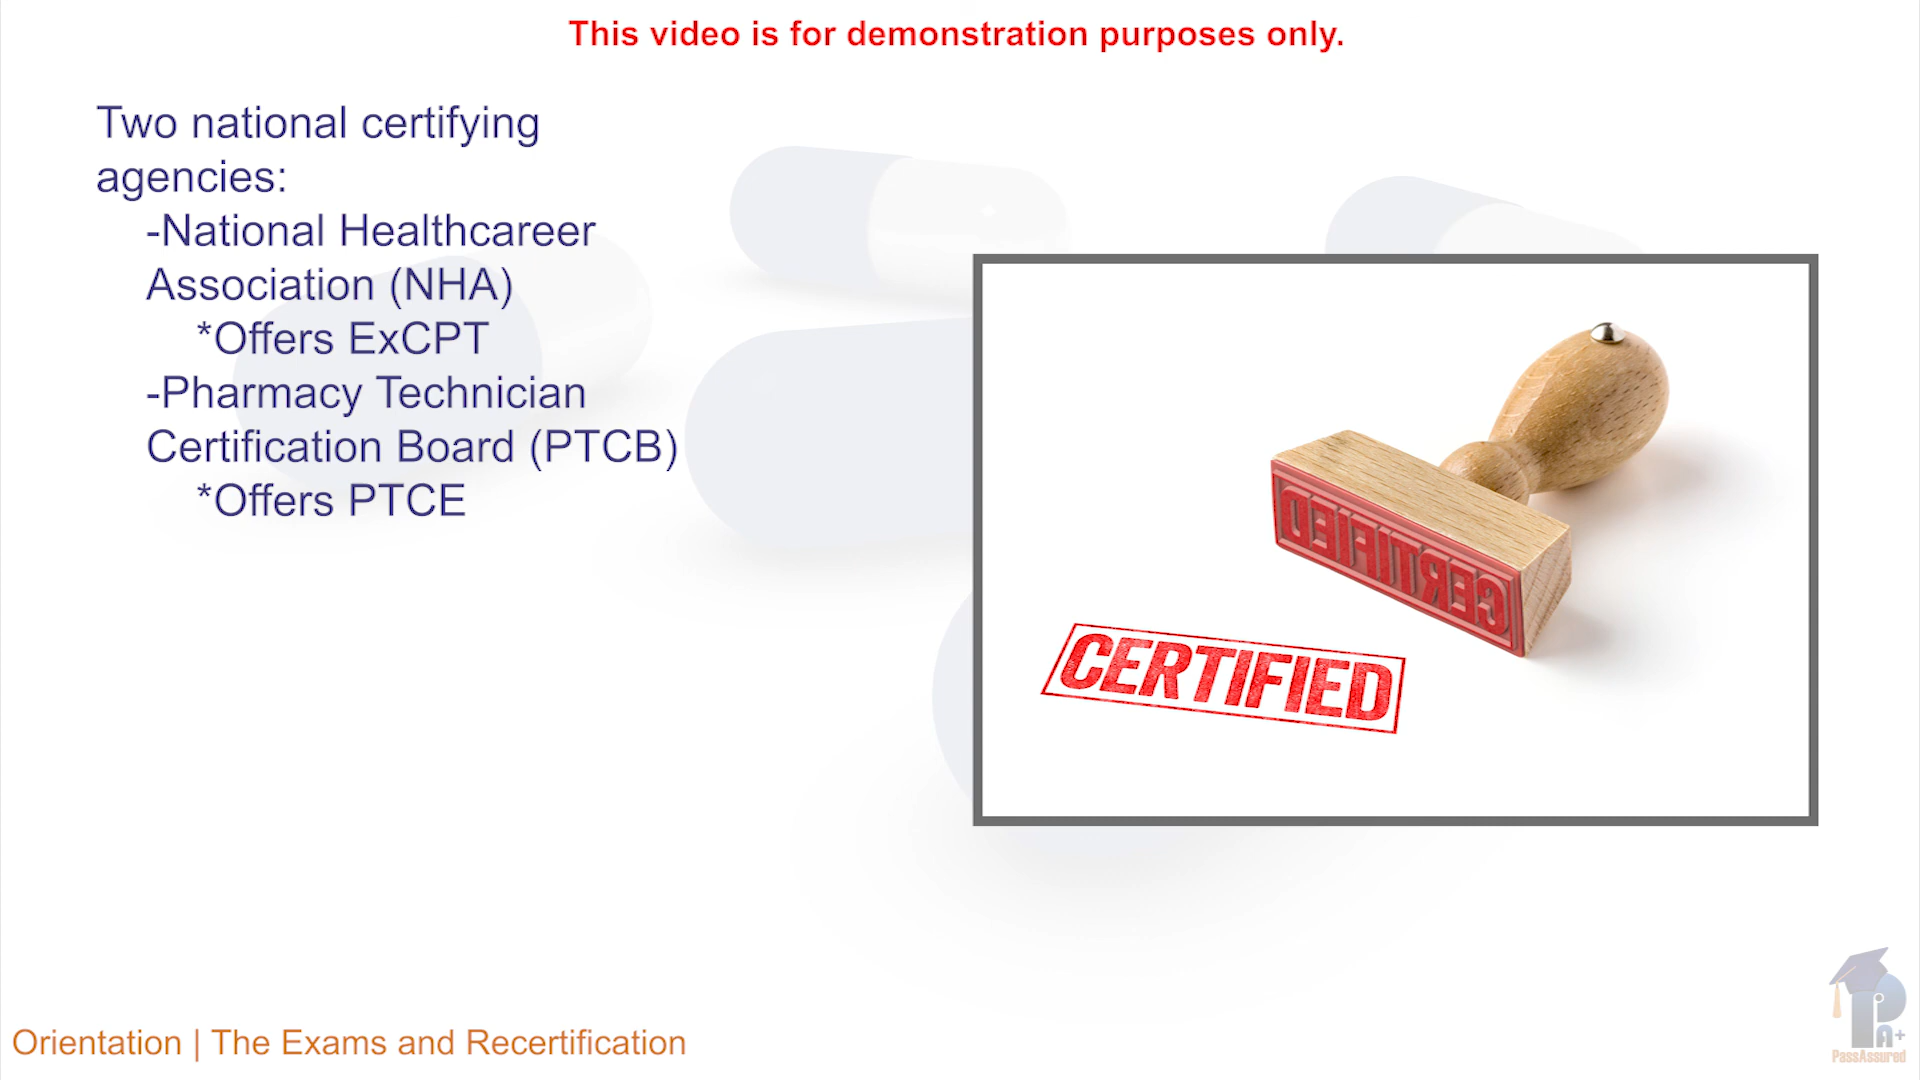 This video is for demonstration purposes only.
Two national certifying
agencies:
-National Healthcareer
Association (NHA)
*Offers ExCPT
-Pharmacy Technician
Certification Board (PTCB)
*Offers PTCE
CERTIFIED
CERTIFIED
Orientation | The Exams and Recertification
PA+
PassAssured